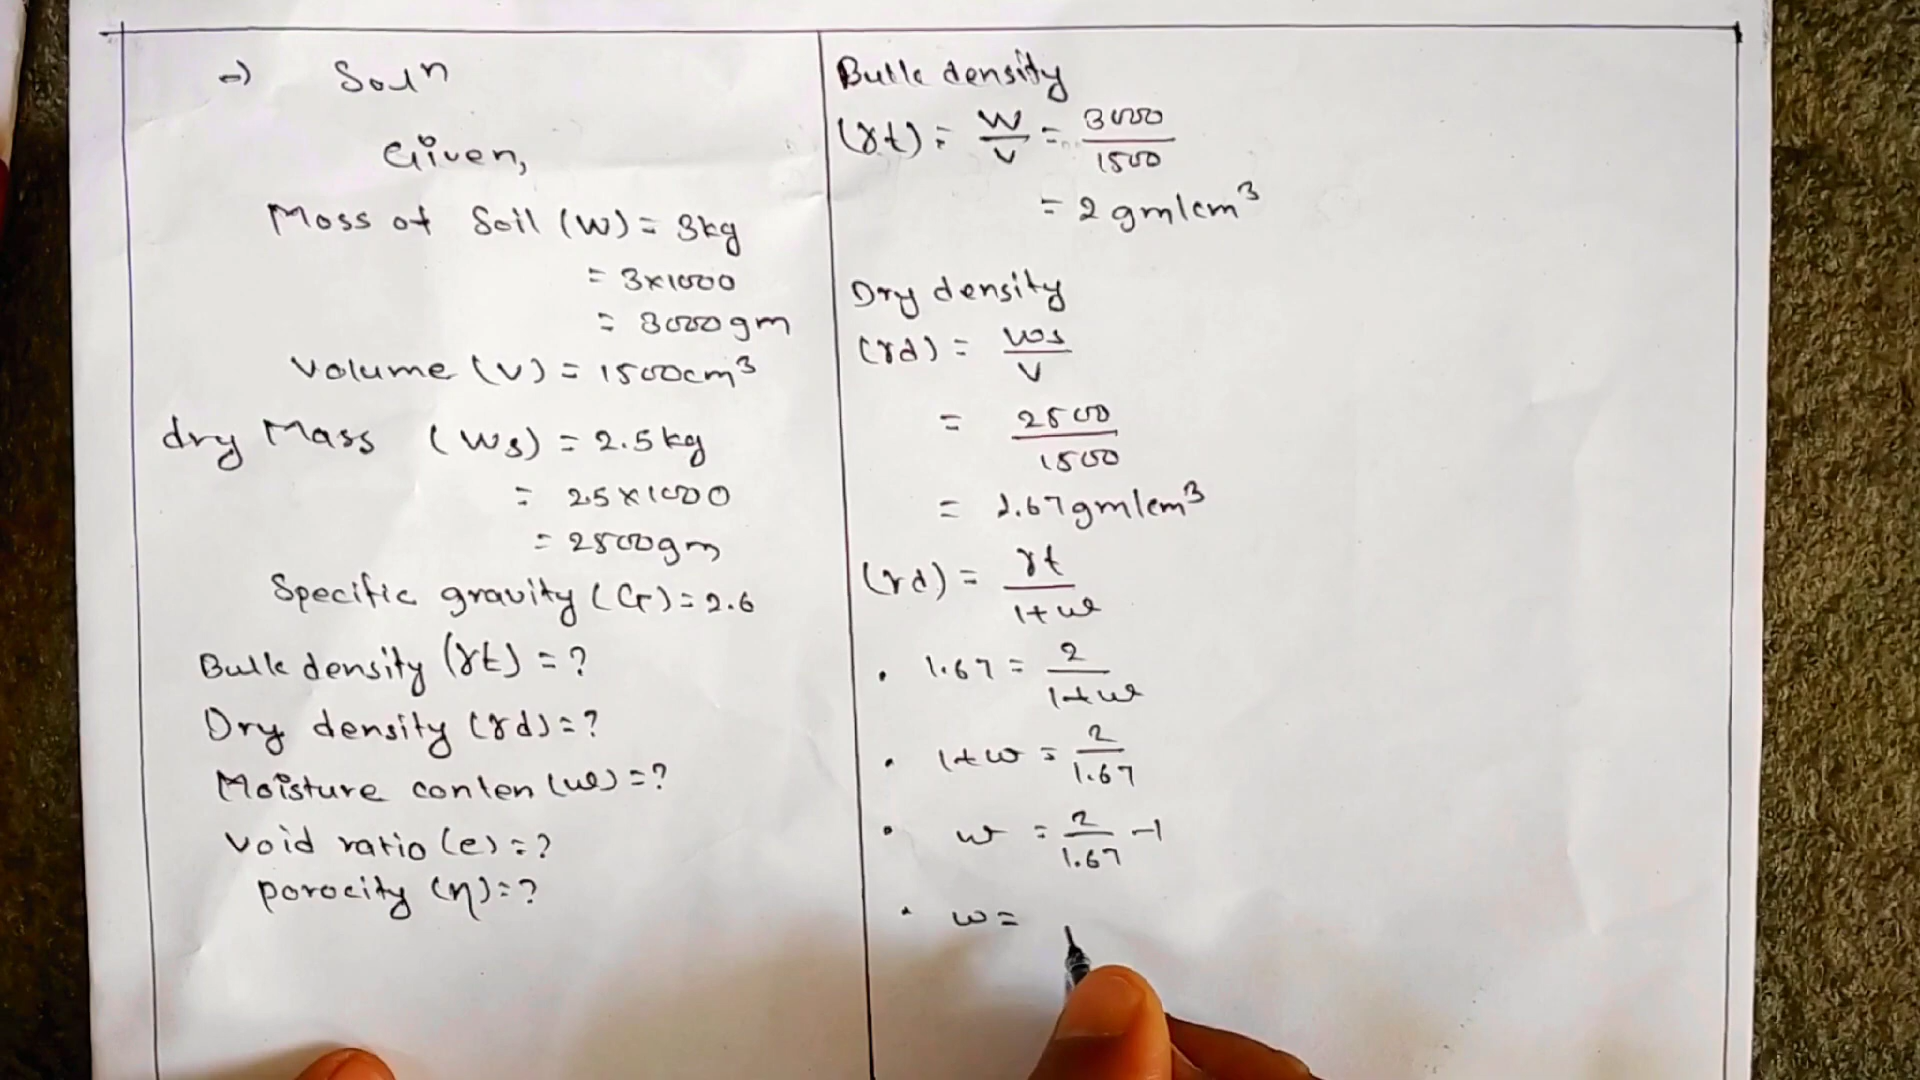 =) Solⁿ
Given,
Mass of Soil (W) = 3kg
= 3×1000
= 3000gm
Volume (V) = 1500cm³
dry Mass (Ws) = 2.5kg
= 2.5×1000
= 2500gm
Specific gravity (G) = 2.6
Bulk density (γt) = ?
Dry density (γd) = ?
Moisture conten (w) = ?
Void ratio (e) = ?
porocity (η) = ?
Bulk density
(γt) = W/V = 3000/1500
= 2 gm/cm³
Dry density
(γd) = Ws/V
= 2500/1500
= 1.67gm/cm³
(γd) = γt/1+w
. 1.67 = 2/1+w
. 1+w = 2/1.67
. w = 2/1.67 -1
. w =